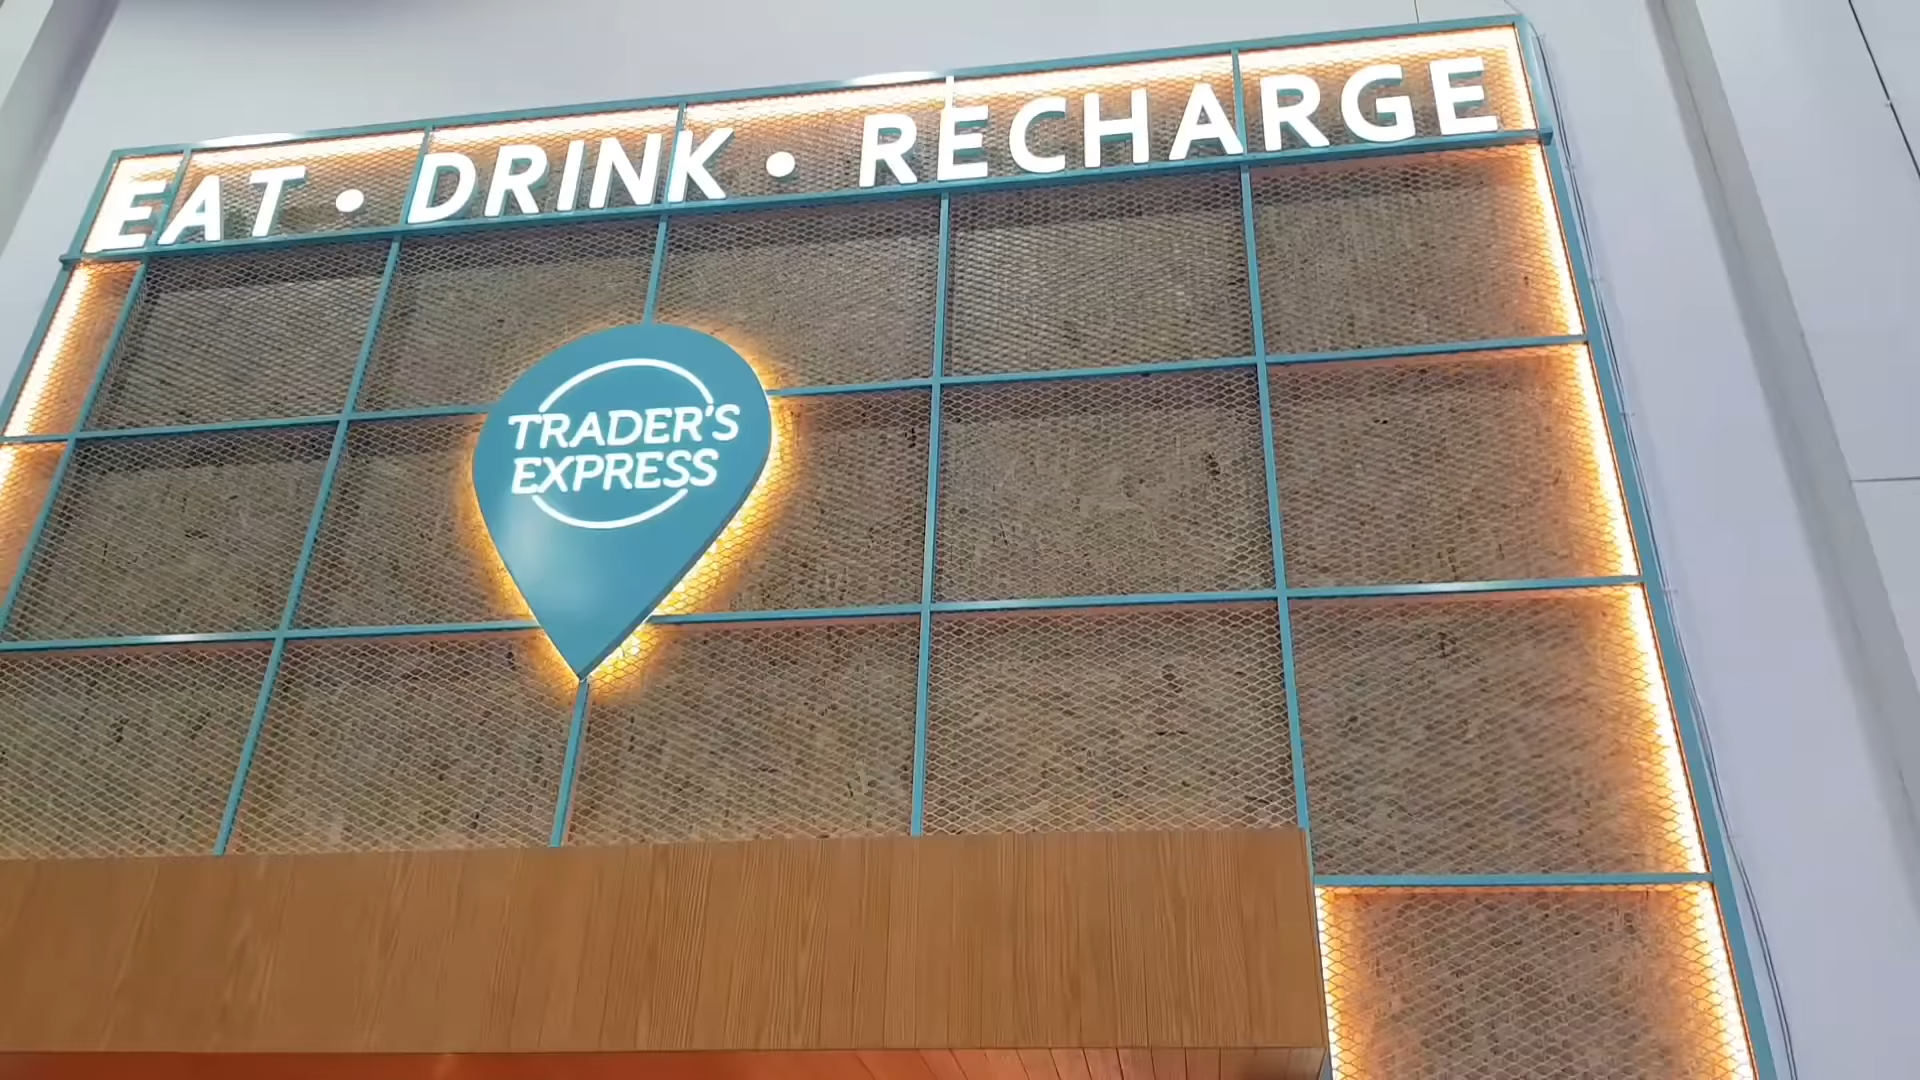 EAT • DRINK • RECHARGE
TRADER'S
EXPRESS